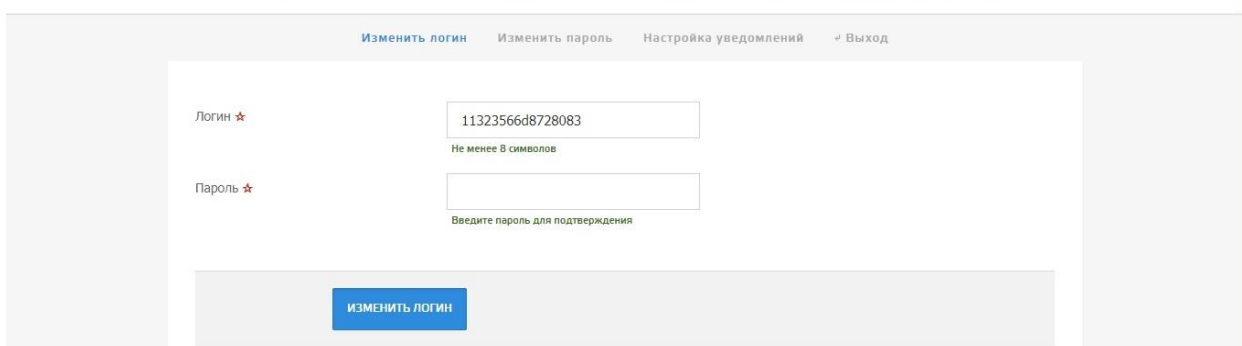 Изменить логин Изменить пароль Настройка уведомлений Выход
Логин
11323566d8728083
Не менее 8 символов
Пароль
Введите пароль для подтверждения
ИЗМЕНИТЬ ЛОГИН